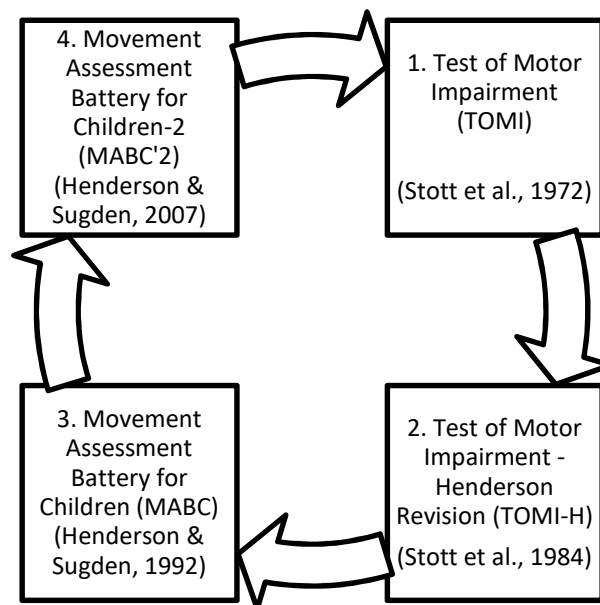 4. Movement
Assessment
Battery for
Children-2
(MABC'2)
(Henderson &
Sugden, 2007)
1. Test of Motor
Impairment
(TOMI)
(Stott et al., 1972)
3. Movement
Assessment
Battery for
Children (MABC)
(Henderson &
Sugden, 1992)
2. Test of Motor
Impairment -
Henderson
Revision (TOMI-H)
(Stott et al., 1984)